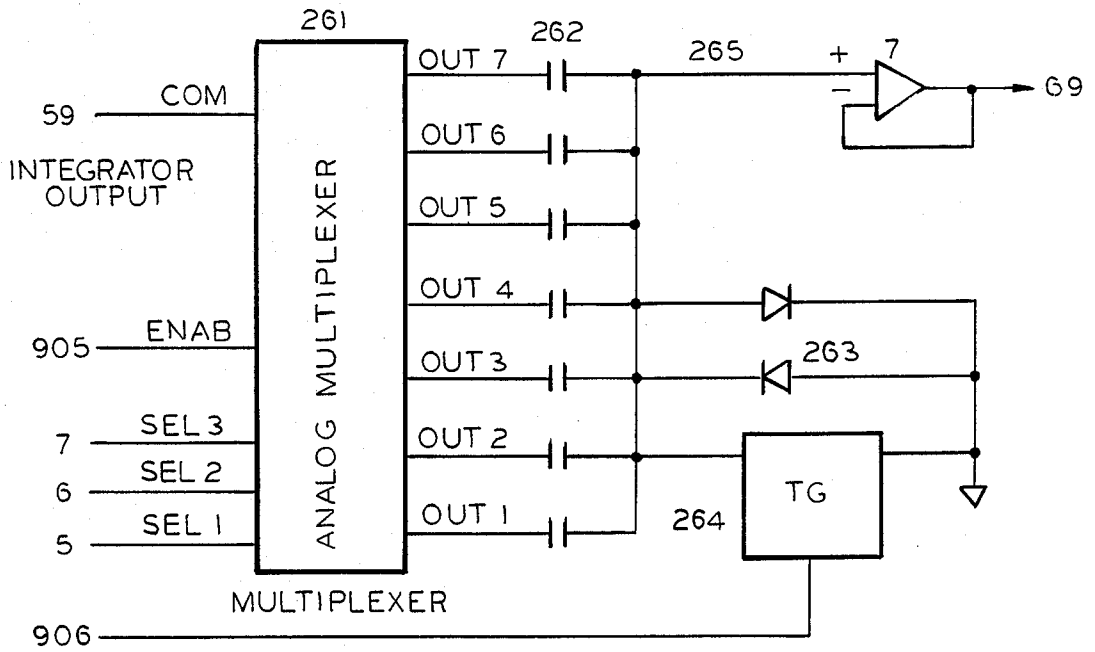 261
262
OUT 7
265
+
7
COM
−
69
59
INTEGRATOR
OUTPUT
OUT 6
OUT 5
ANALOG MULTIPLEXER
OUT 4
ENAB
905
OUT 3
263
SEL 3
7
OUT 2
SEL 2
6
TG
SEL 1
5
OUT 1
264
MULTIPLEXER
906